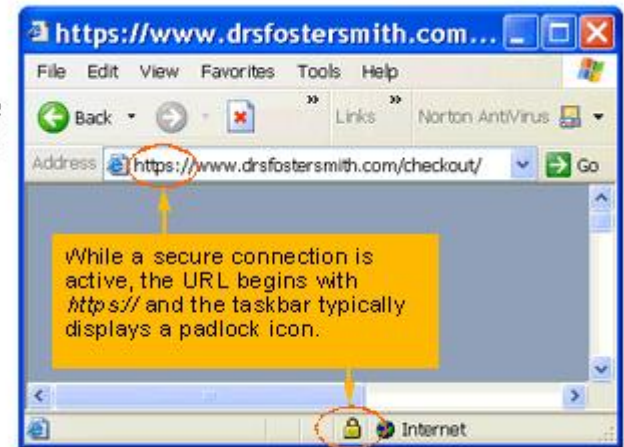 https://www.drsfostersmith.com...
File Edit View Favorites Tools Help
Back » Links » Norton AntiVirus
Address https://www.drsfostersmith.com/checkout/ Go
While a secure connection is
active, the URL begins with
https:// and the taskbar typically
displays a padlock icon.
Internet